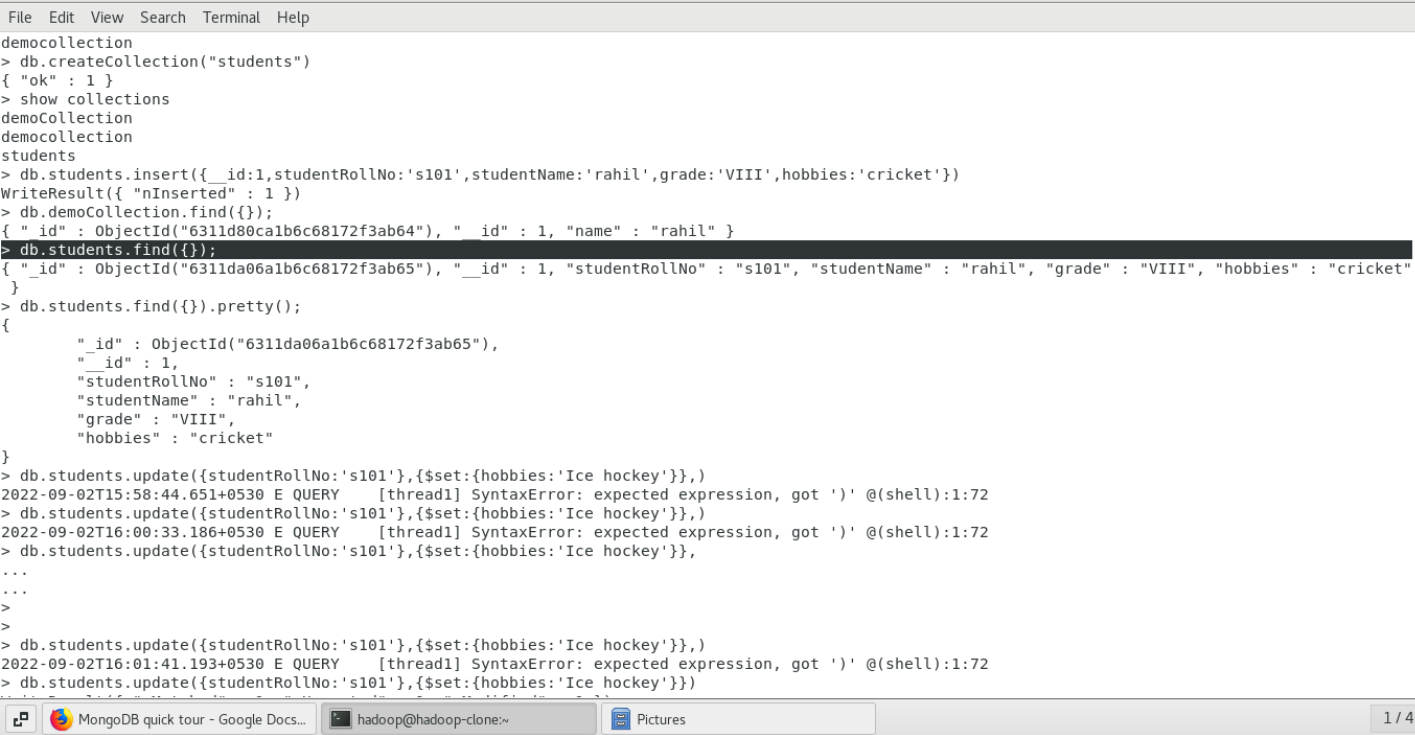 File Edit View Search Terminal Help
democollection
> db.createCollection("students")
{ "ok" : 1 }
> show collections
demoCollection
democollection
students
> db.students.insert({__id:1,studentRollNo:'s101',studentName:'rahil',grade:'VIII',hobbies:'cricket'})
WriteResult({ "nInserted" : 1 })
> db.demoCollection.find({});
{ "_id" : ObjectId("6311d80ca1b6c68172f3ab64"), "__id" : 1, "name" : "rahil" }
> db.students.find({});
{ "_id" : ObjectId("6311da06a1b6c68172f3ab65"), "__id" : 1, "studentRollNo" : "s101", "studentName" : "rahil", "grade" : "VIII", "hobbies" : "cricket"
 }
> db.students.find({}).pretty();
{
        "_id" : ObjectId("6311da06a1b6c68172f3ab65"),
        "__id" : 1,
        "studentRollNo" : "s101",
        "studentName" : "rahil",
        "grade" : "VIII",
        "hobbies" : "cricket"
}
> db.students.update({studentRollNo:'s101'},{$set:{hobbies:'Ice hockey'}},)
2022-09-02T15:58:44.651+0530 E QUERY    [thread1] SyntaxError: expected expression, got ')' @(shell):1:72
> db.students.update({studentRollNo:'s101'},{$set:{hobbies:'Ice hockey'}},)
2022-09-02T16:00:33.186+0530 E QUERY    [thread1] SyntaxError: expected expression, got ')' @(shell):1:72
> db.students.update({studentRollNo:'s101'},{$set:{hobbies:'Ice hockey'}},
...
...
>
>
> db.students.update({studentRollNo:'s101'},{$set:{hobbies:'Ice hockey'}},)
2022-09-02T16:01:41.193+0530 E QUERY    [thread1] SyntaxError: expected expression, got ')' @(shell):1:72
> db.students.update({studentRollNo:'s101'},{$set:{hobbies:'Ice hockey'}})
MongoDB quick tour - Google Docs... hadoop@hadoop-clone:~ Pictures 1 / 4